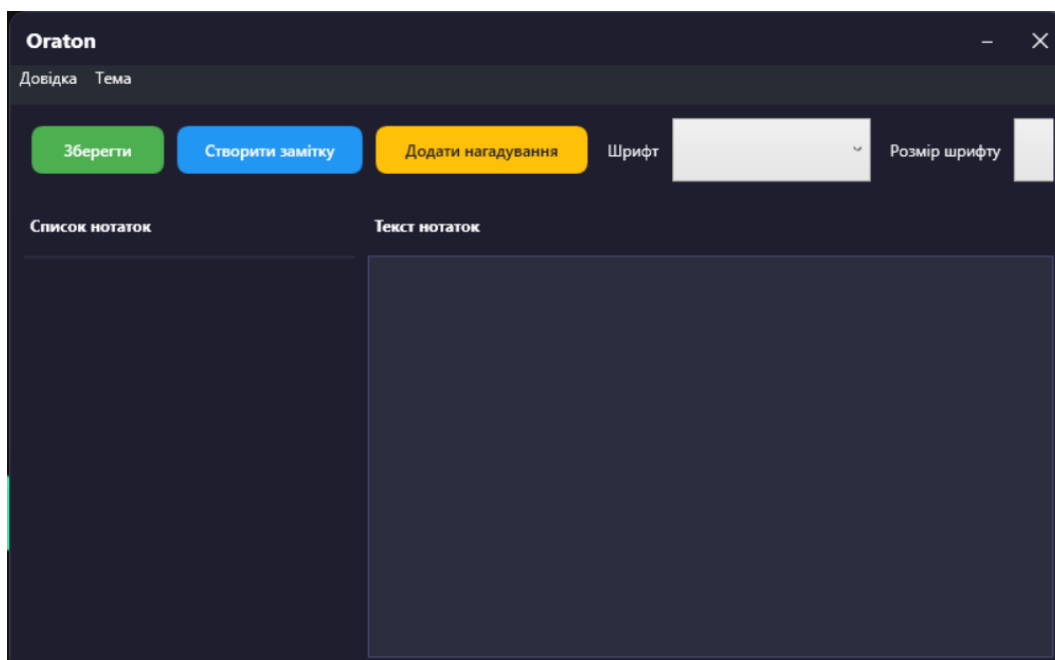 Oraton
Довідка Тема
Зберегти Створити замітку Додати нагадування Шрифт Розмір шрифту
Список нотаток Текст нотаток